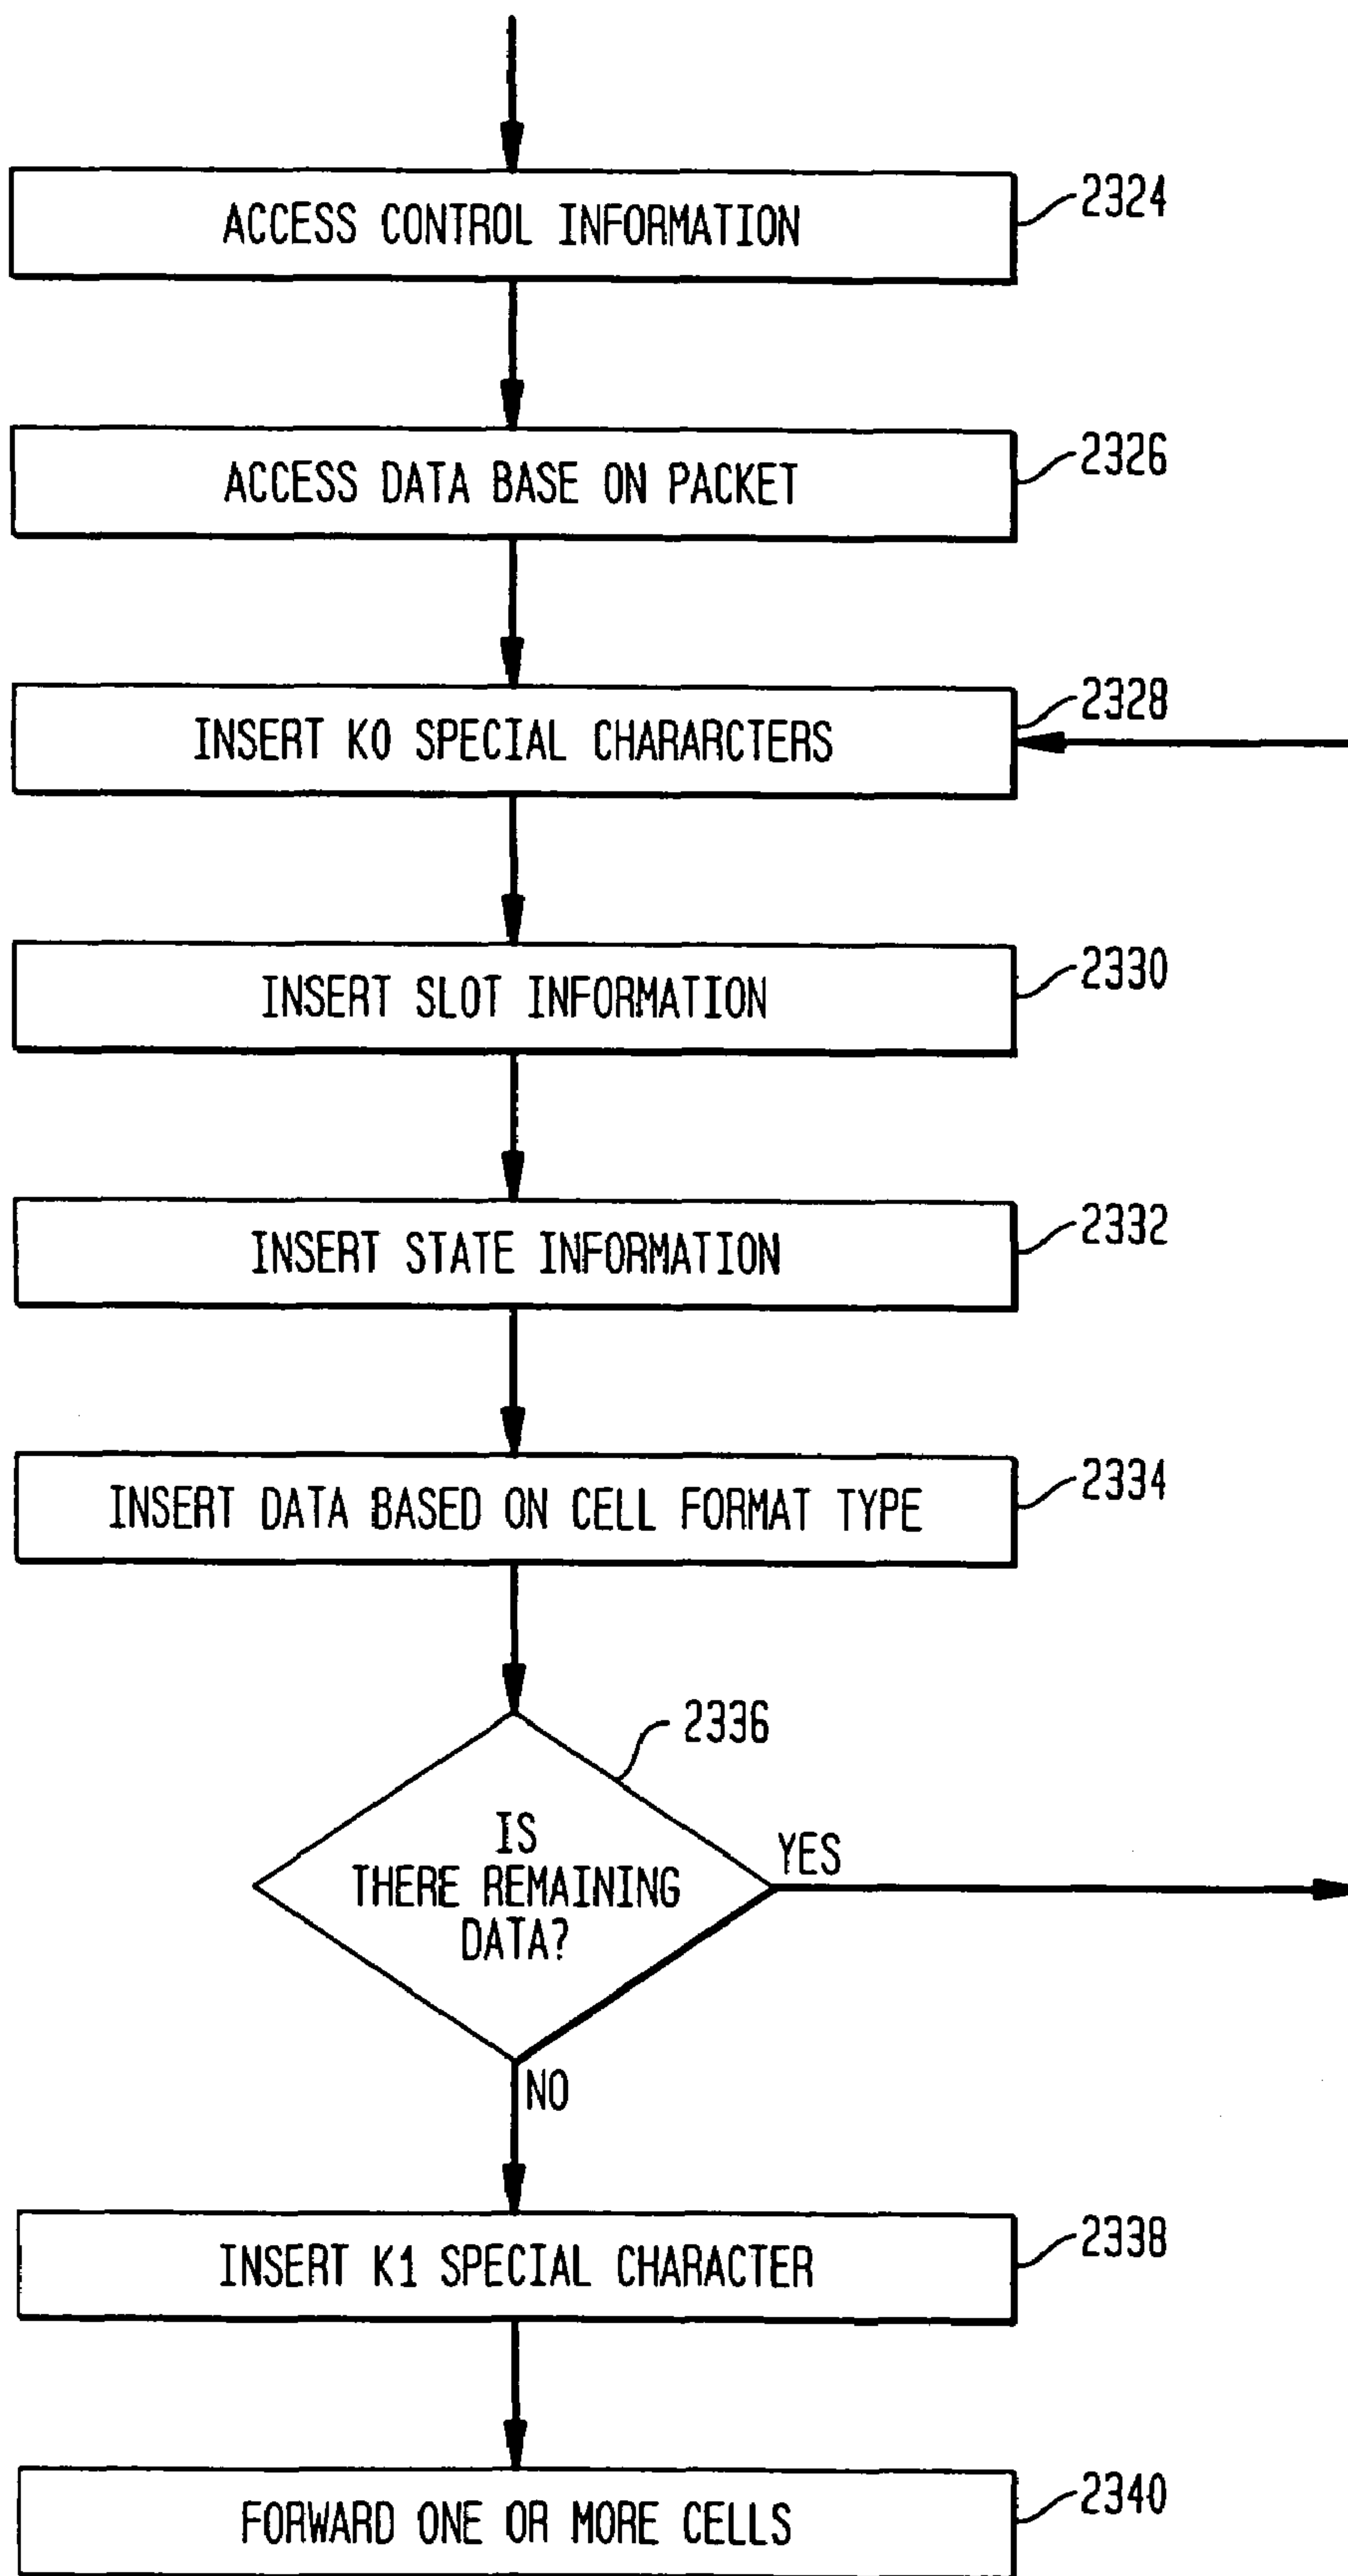 ACCESS CONTROL INFORMATION
2324
ACCESS DATA BASE ON PACKET
2326
INSERT K0 SPECIAL CHARARCTERS
2328
INSERT SLOT INFORMATION
2330
INSERT STATE INFORMATION
2332
INSERT DATA BASED ON CELL FORMAT TYPE
2334
2336
IS
THERE REMAINING
DATA?
YES
NO
INSERT K1 SPECIAL CHARACTER
2338
FORWARD ONE OR MORE CELLS
2340